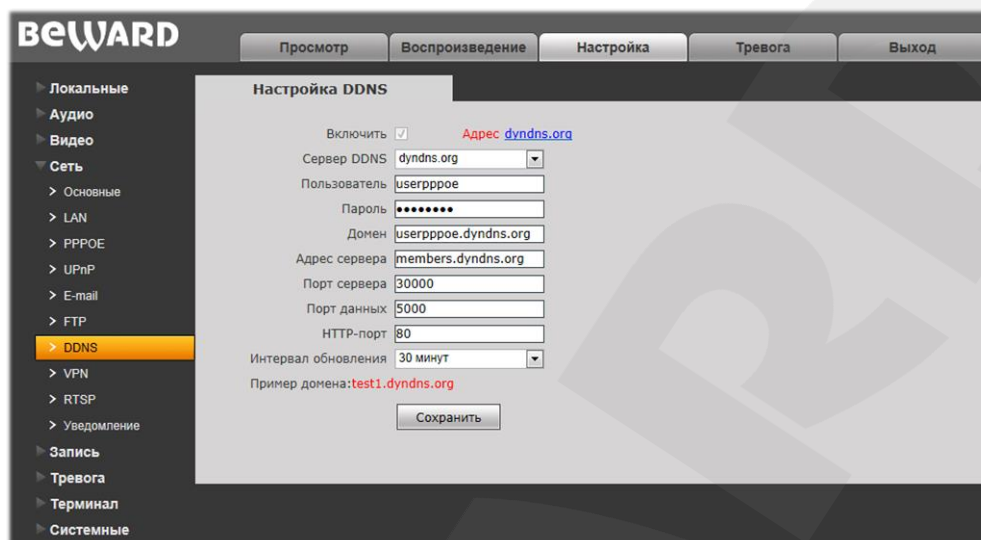 BEWARD
Просмотр Воспроизведение Настройка Тревога Выход
Локальные
Аудио
Видео
Сеть
> Основные
> LAN
> PPPOE
> UPnP
> E-mail
> FTP
> DDNS
> VPN
> RTSP
> Уведомление
Запись
Тревога
Терминал
Системные
Настройка DDNS
Включить Адрес dyndns.org
Сервер DDNS dyndns.org
Пользователь userpppoe
Пароль ••••••••
Домен userpppoe.dyndns.org
Адрес сервера members.dyndns.org
Порт сервера 30000
Порт данных 5000
HTTP-порт 80
Интервал обновления 30 минут
Пример домена:test1.dyndns.org
Сохранить